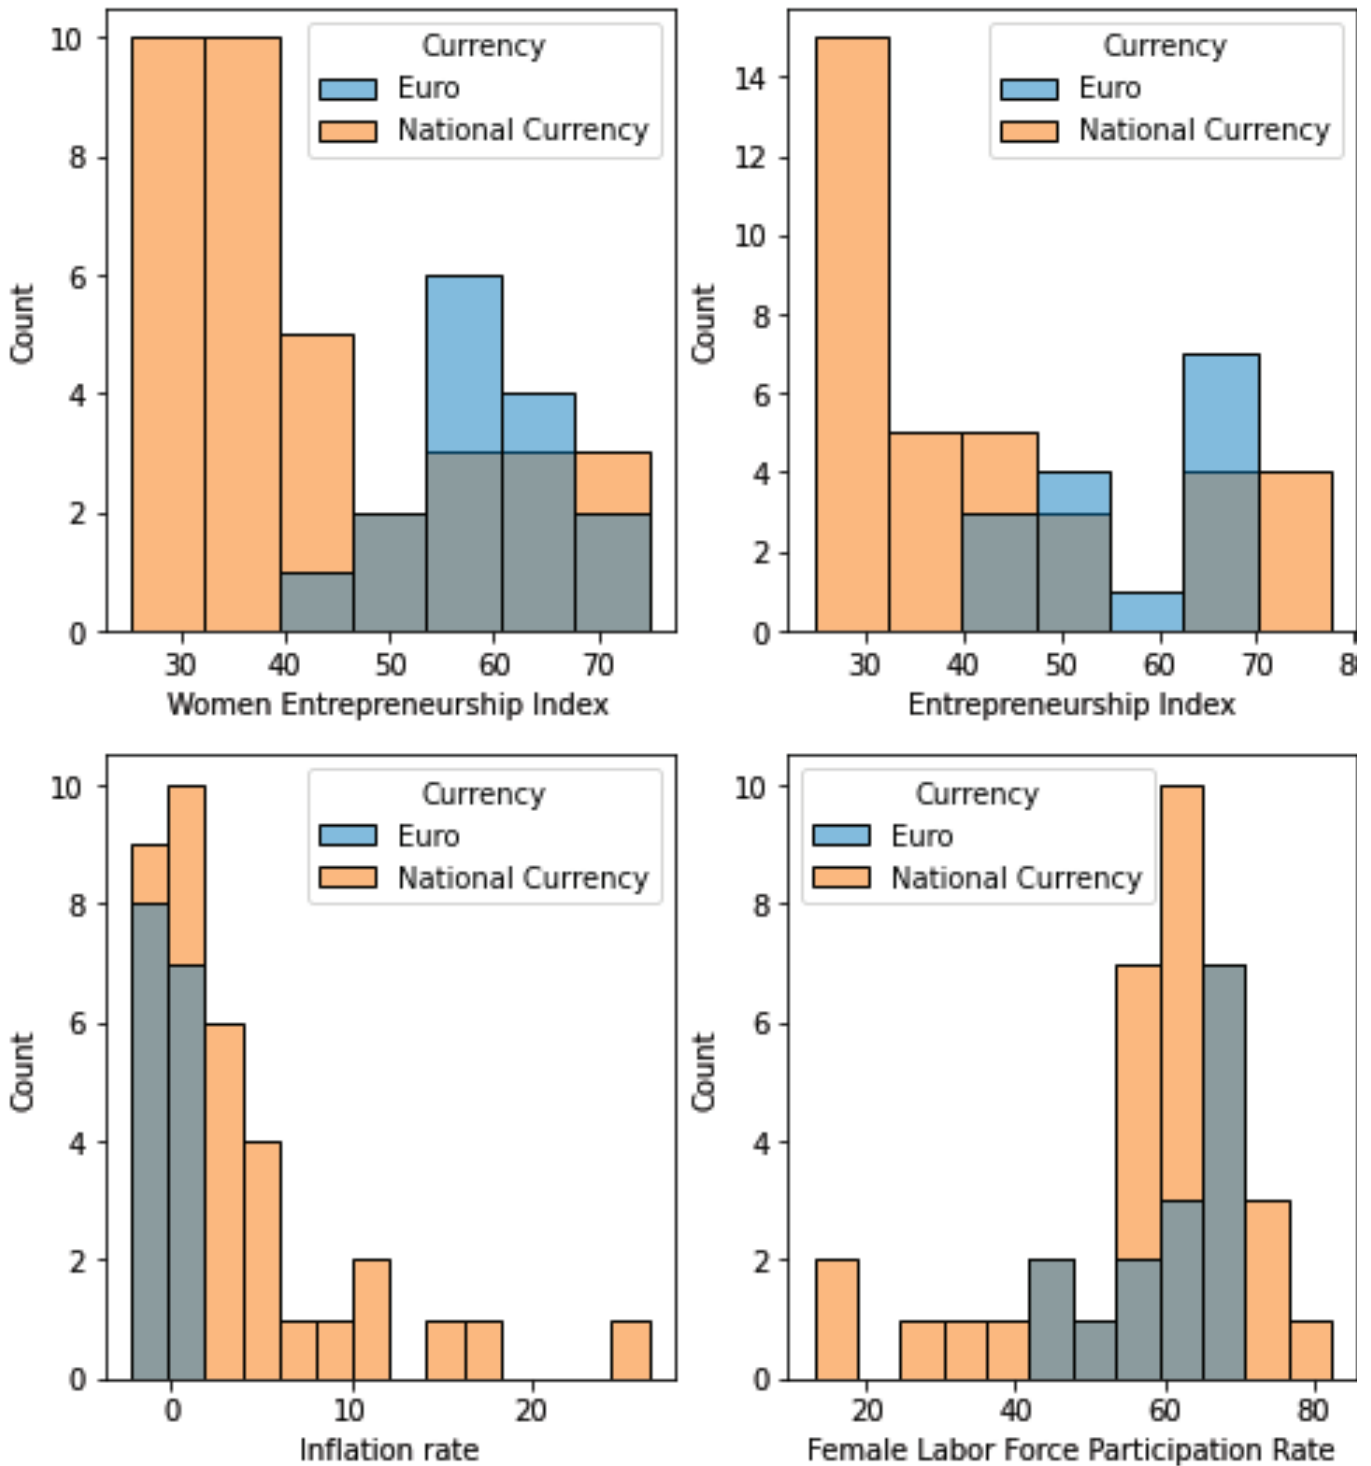 Currency
Euro
National Currency
10
8
6
4
2
0
Count
30 40 50 60 70
Women Entrepreneurship Index
Currency
Euro
National Currency
14
12
10
8
6
4
2
0
Count
30 40 50 60 70 8
Entrepreneurship Index
Currency
Euro
National Currency
10
8
6
4
2
0
Count
0 10 20
Inflation rate
Currency
Euro
National Currency
10
8
6
4
2
0
Count
20 40 60 80
Female Labor Force Participation Rate